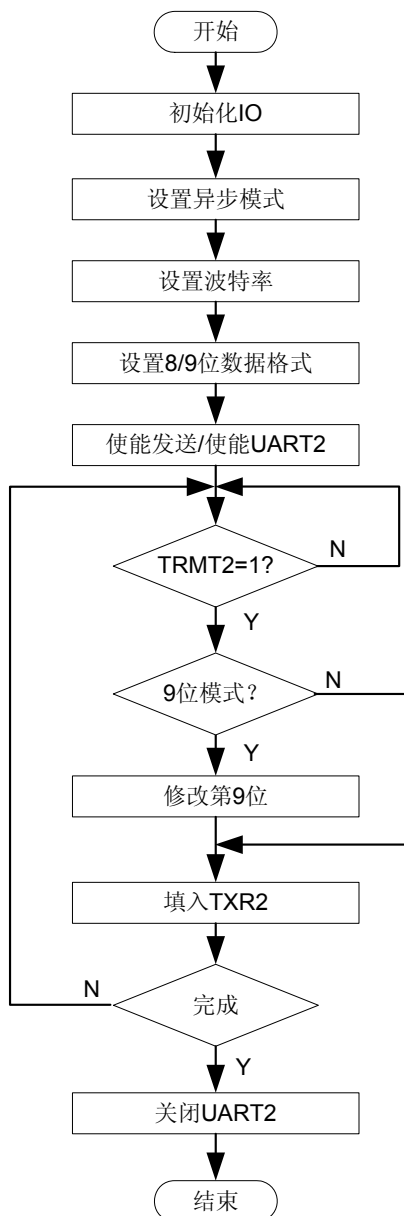 开始
初始化IO
设置异步模式
设置波特率
设置8/9位数据格式
使能发送/使能UART2
TRMT2=1?
N
Y
9位模式？
N
Y
修改第9位
填入TXR2
N
完成
Y
关闭UART2
结束